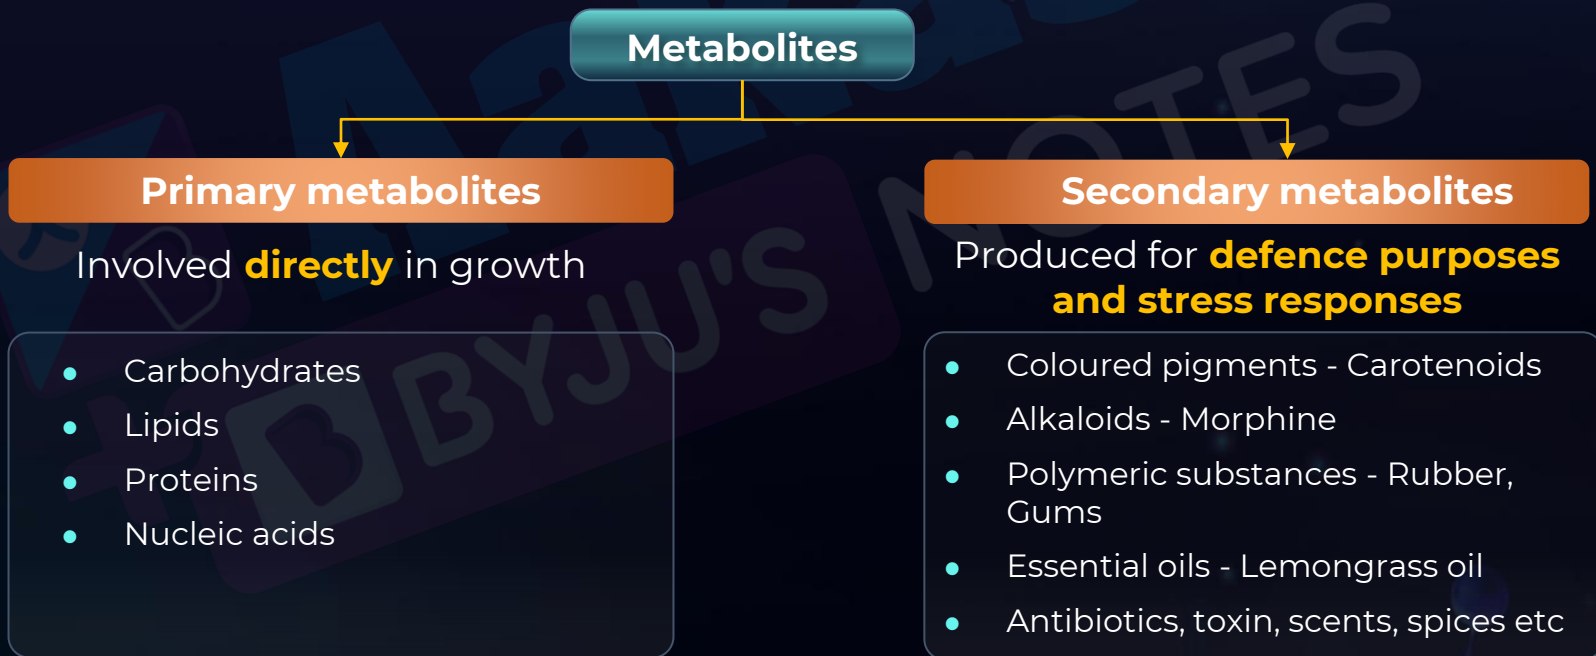 Metabolites
Primary metabolites
Involved directly in growth
● Carbohydrates
● Lipids
● Proteins
● Nucleic acids
Secondary metabolites
Produced for defence purposes
and stress responses
● Coloured pigments - Carotenoids
● Alkaloids - Morphine
● Polymeric substances - Rubber,
Gums
● Essential oils - Lemongrass oil
● Antibiotics, toxin, scents, spices etc
B BYJU'S NOTES